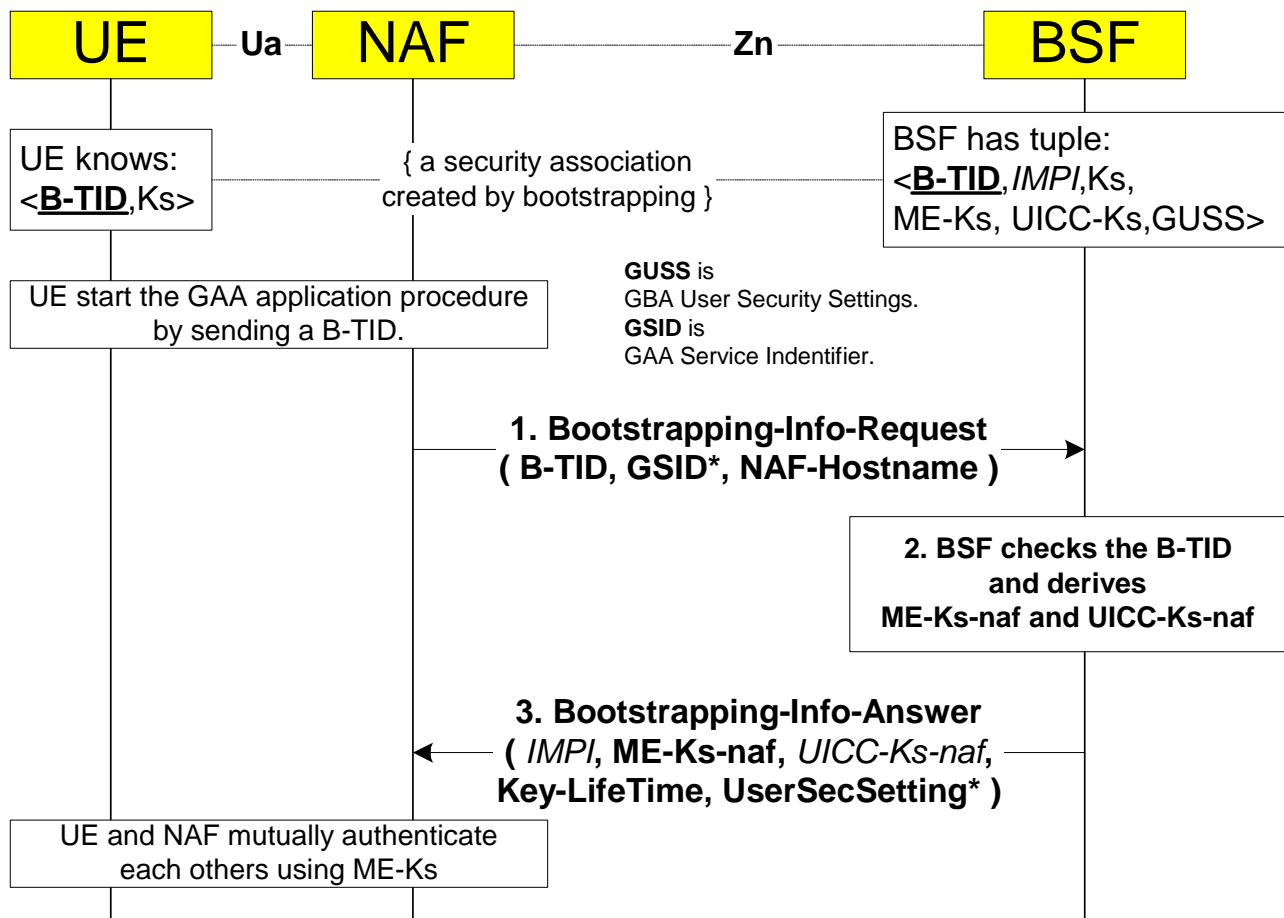 UE
Ua
NAF
Zn
BSF
UE knows:
<B-TID,Ks>
{ a security association
created by bootstrapping }
BSF has tuple:
<B-TID,IMPI,Ks,
ME-Ks, UICC-Ks,GUSS>
UE start the GAA application procedure
by sending a B-TID.
GUSS is
GBA User Security Settings.
GSID is
GAA Service Indentifier.
1. Bootstrapping-Info-Request
( B-TID, GSID*, NAF-Hostname )
2. BSF checks the B-TID
and derives
ME-Ks-naf and UICC-Ks-naf
3. Bootstrapping-Info-Answer
( IMPI, ME-Ks-naf, UICC-Ks-naf,
Key-LifeTime, UserSecSetting* )
UE and NAF mutually authenticate
each others using ME-Ks